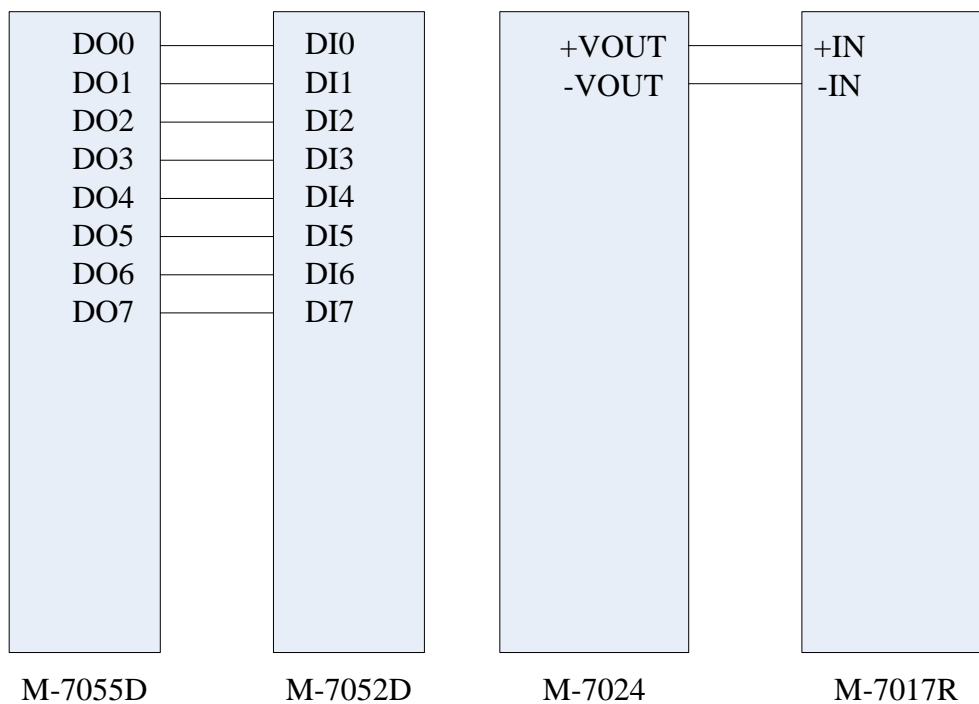 DO0 DI0 +VOUT +IN
DO1 DI1 -VOUT -IN
DO2 DI2
DO3 DI3
DO4 DI4
DO5 DI5
DO6 DI6
DO7 DI7
M-7055D M-7052D M-7024 M-7017R